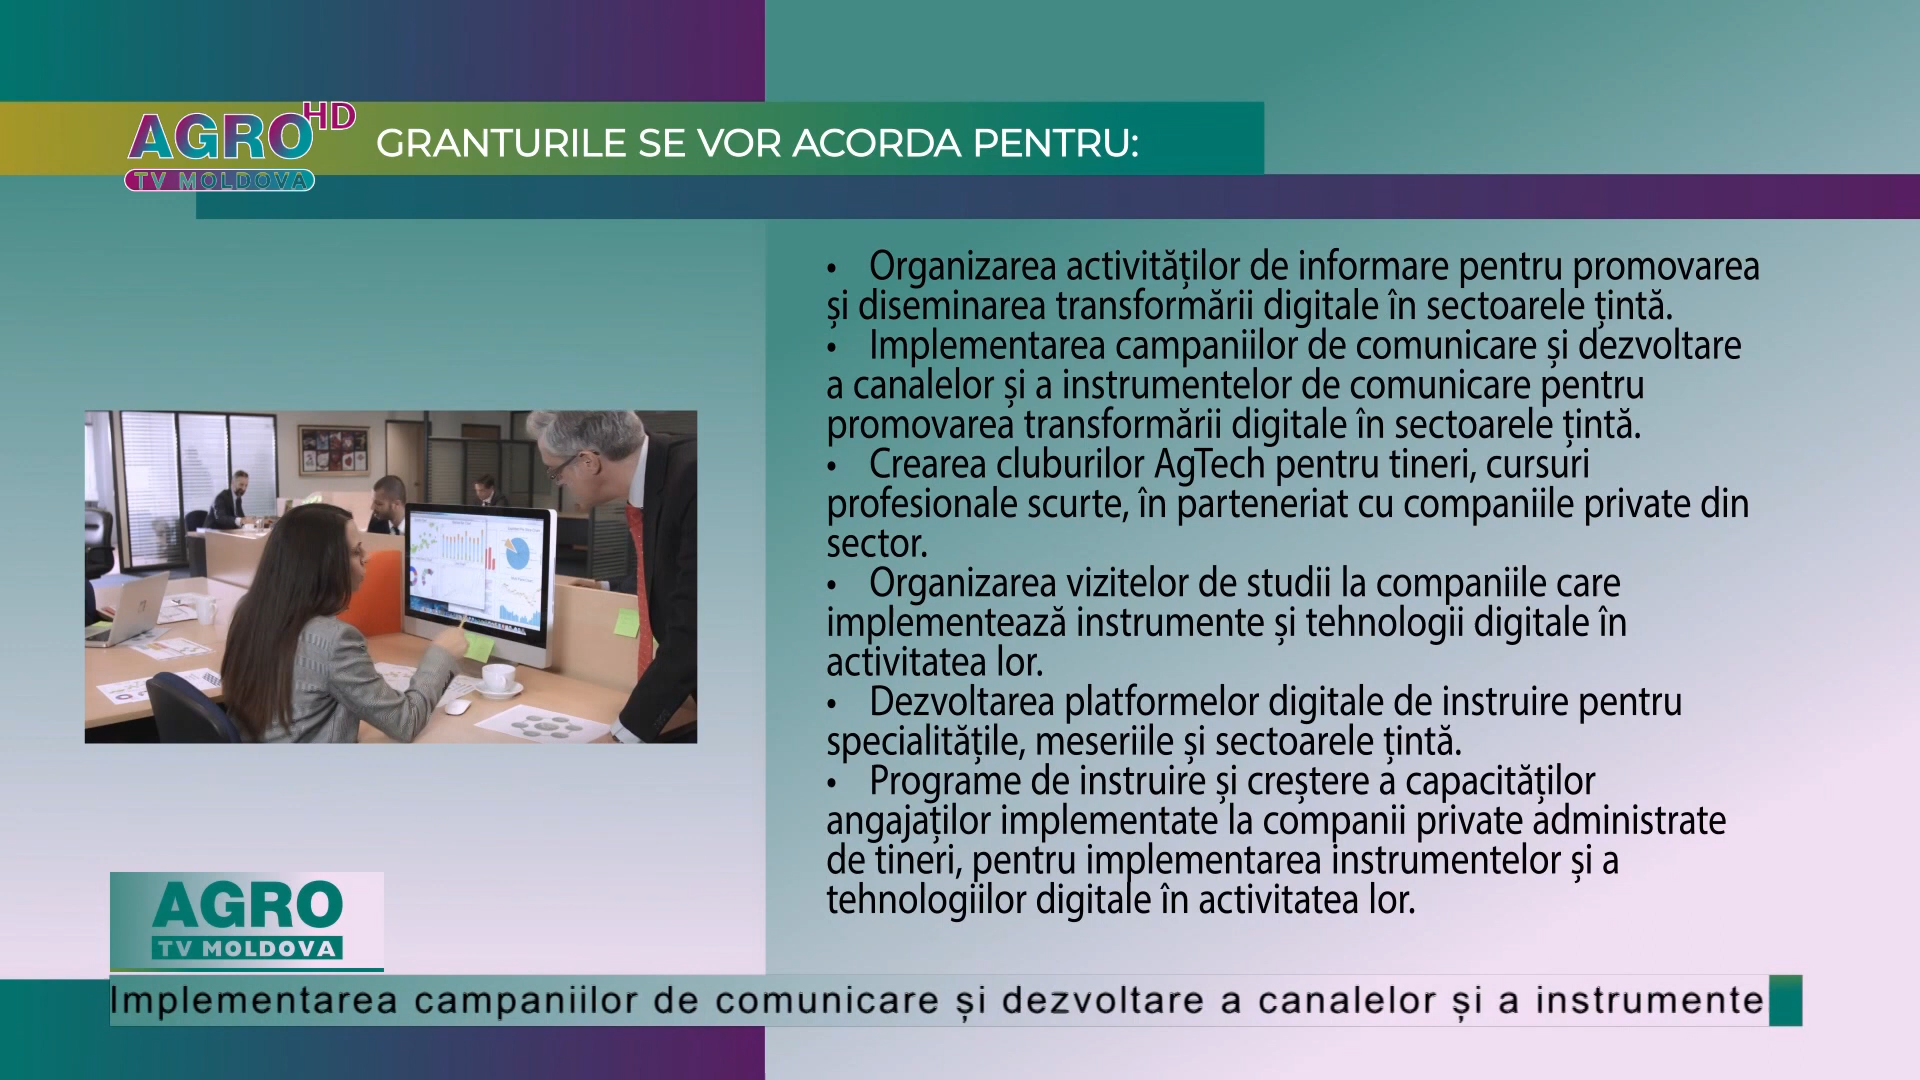 AGRO HD
TV MOLDOVA
GRANTURILE SE VOR ACORDA PENTRU:
• Organizarea activităților de informare pentru promovarea
și diseminarea transformării digitale în sectoarele țintă.
• Implementarea campaniilor de comunicare și dezvoltare
a canalelor și a instrumentelor de comunicare pentru
promovarea transformării digitale în sectoarele țintă.
• Crearea cluburilor AgTech pentru tineri, cursuri
profesionale scurte, în parteneriat cu companiile private din
sector.
• Organizarea vizitelor de studii la companiile care
implementează instrumente și tehnologii digitale în
activitatea lor.
• Dezvoltarea platformelor digitale de instruire pentru
specialitățile, meseriile și sectoarele țintă.
• Programe de instruire și creștere a capacităților
angajaților implementate la companii private administrate
de tineri, pentru implementarea instrumentelor și a
tehnologiilor digitale în activitatea lor.
AGRO
TV MOLDOVA
Implementarea campaniilor de comunicare și dezvoltare a canalelor și a instrumente